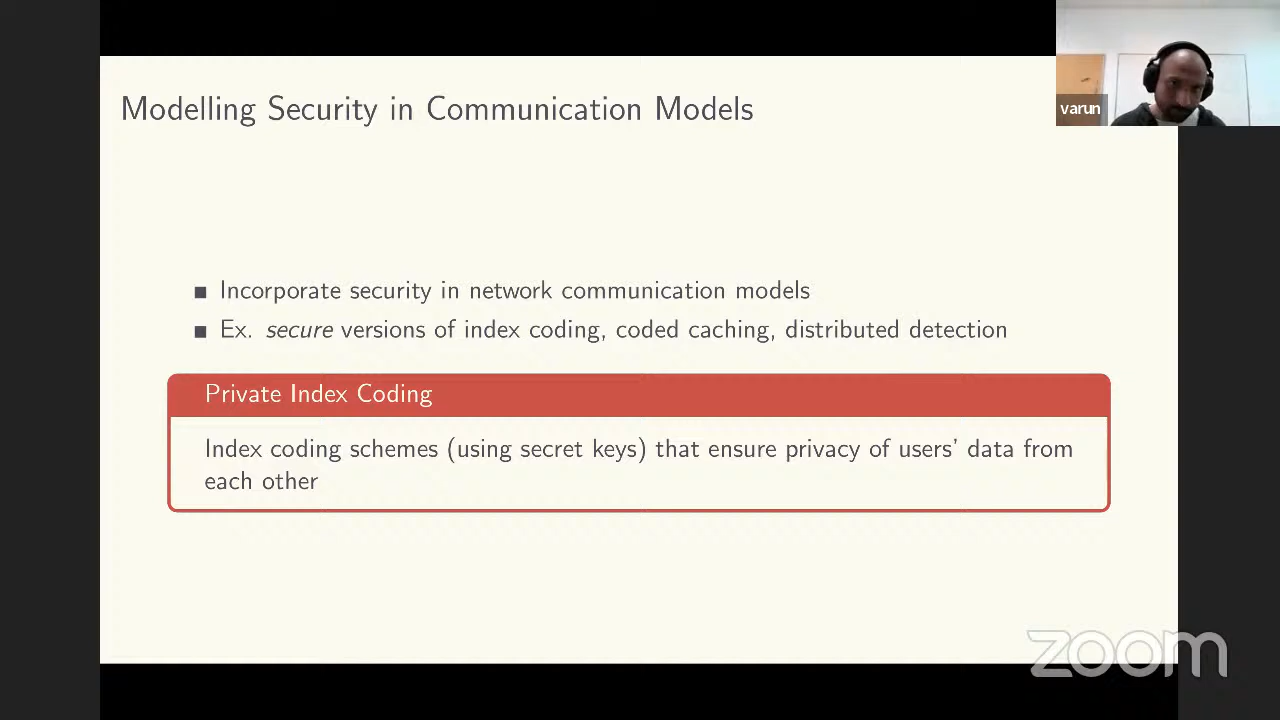 Modelling Security in Communication Models
varun
■ Incorporate security in network communication models
■ Ex. secure versions of index coding, coded caching, distributed detection
Private Index Coding
Index coding schemes (using secret keys) that ensure privacy of users' data from
each other
zoom